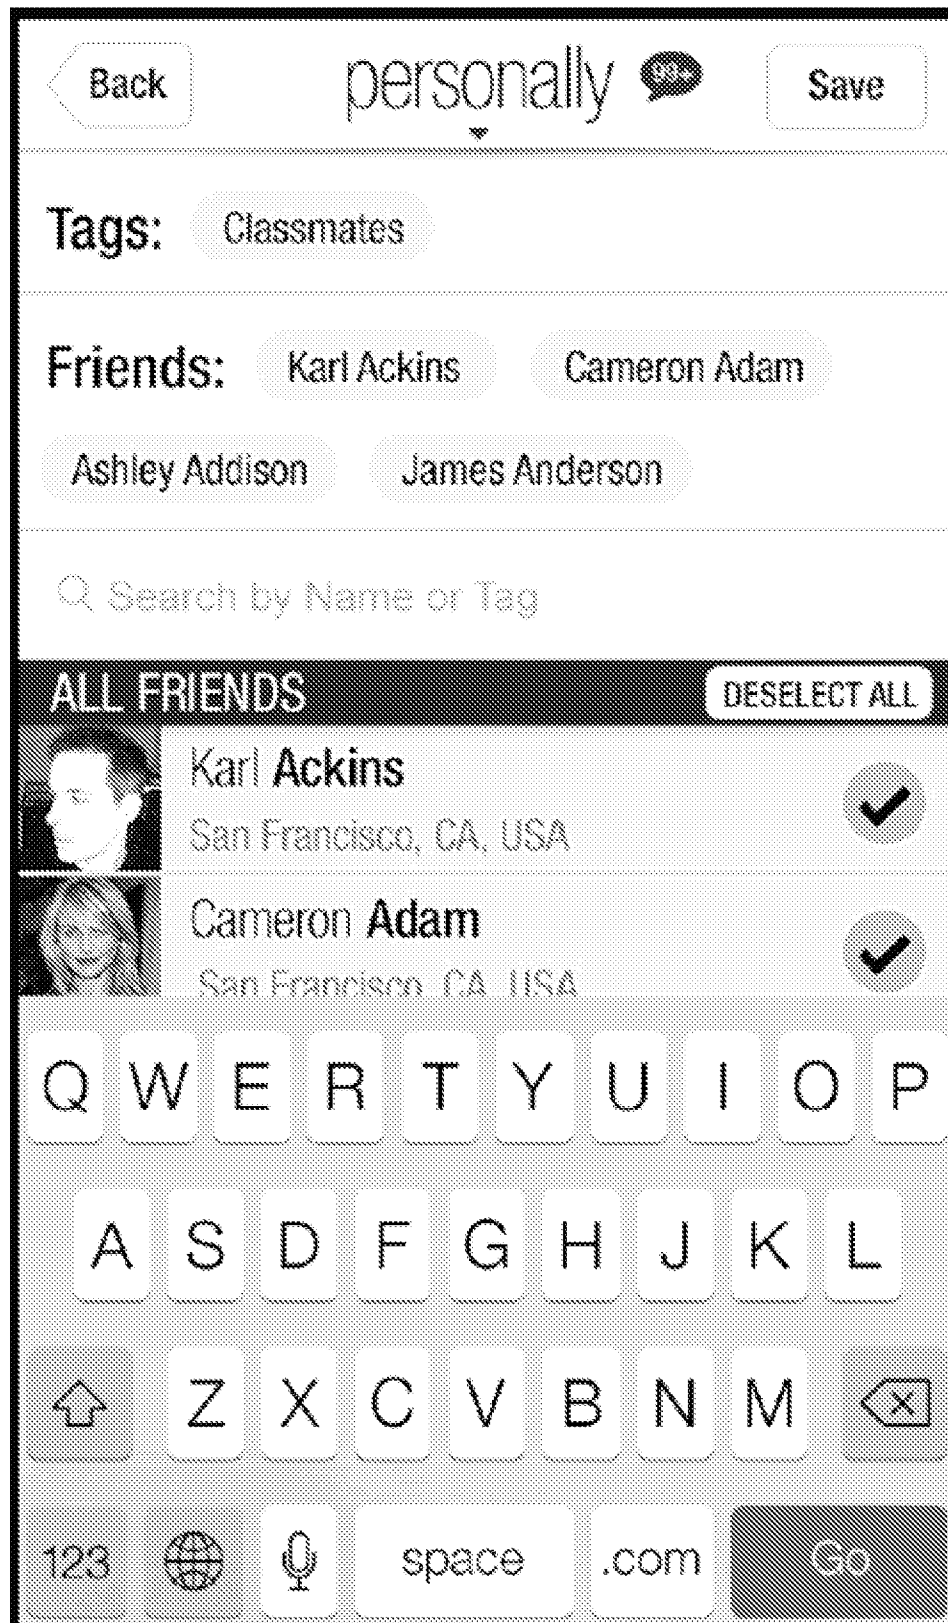 Back personally 99+ Save
Tags: Classmates
Friends: Karl Ackins Cameron Adam
Ashley Addison James Anderson
Search by Name or Tag
ALL FRIENDS DESELECT ALL
Karl Ackins
San Francisco, CA, USA
Cameron Adam
San Francisco, CA, USA
Q W E R T Y U I O P
A S D F G H J K L
Z X C V B N M
123 space .com Go